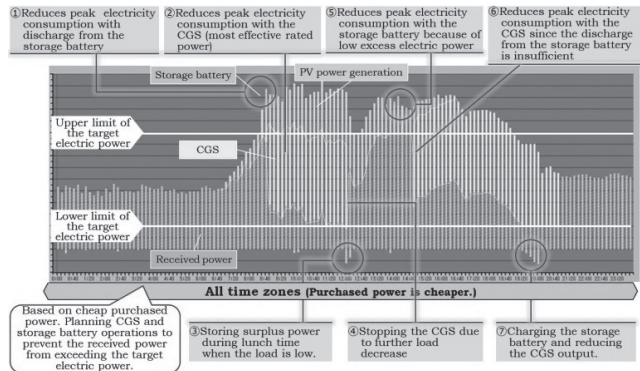 ①Reduces peak electricity
consumption with
discharge from the
storage battery
②Reduces peak electricity
consumption with the
CGS (most effective rated
power)
⑤Reduces peak electricity
consumption with the
storage battery because of
low excess electric power
⑥Reduces peak electricity
consumption with the
CGS since the discharge
from the storage battery
is insufficient
Storage battery
PV power generation
Upper limit of
the target
electric power
CGS
Lower limit of
the target
electric power
Received power
All time zones (Purchased power is cheaper.)
Based on cheap purchased
power. Planning CGS and
storage battery operations to
prevent the received power
from exceeding the target
electric power.
③Storing surplus power
during lunch time
when the load is low.
④Stopping the CGS due
to further load
decrease
⑦Charging the storage
battery and reducing
the CGS output.